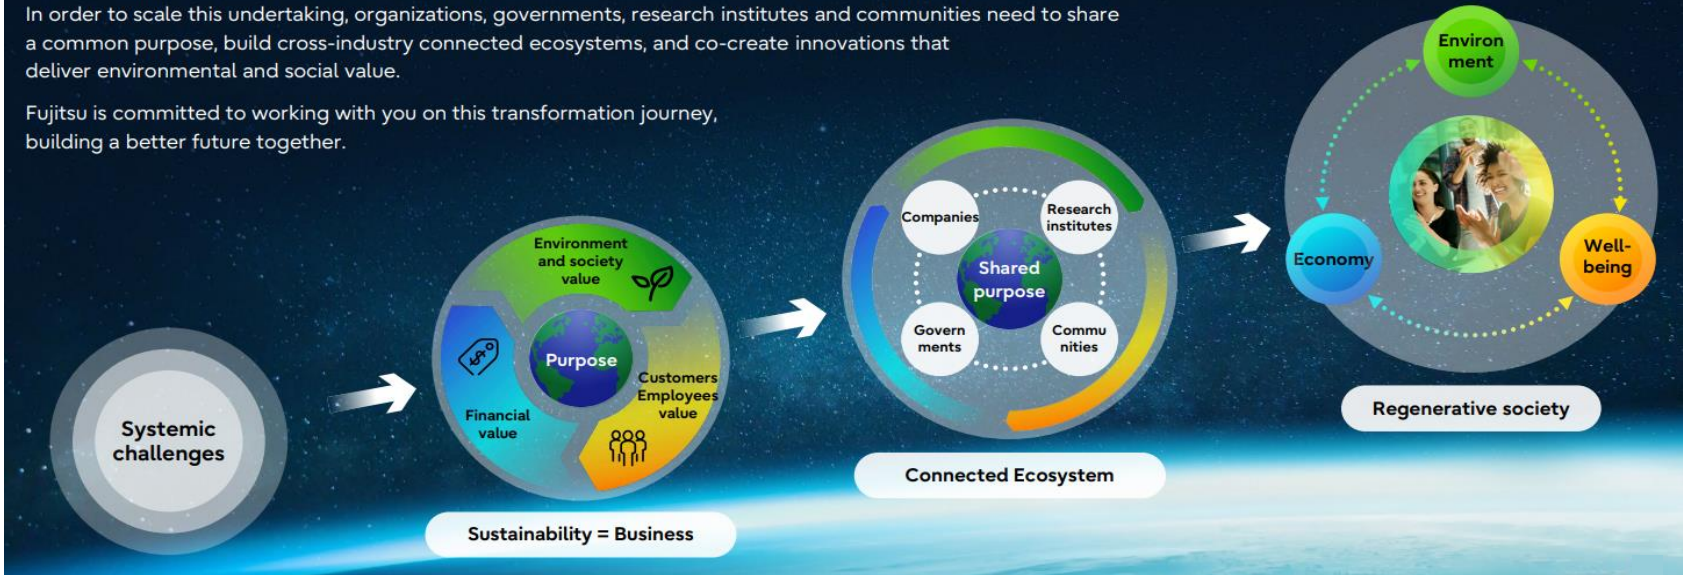 In order to scale this undertaking, organizations, governments, research institutes and communities need to share
a common purpose, build cross-industry connected ecosystems, and co-create innovations that
deliver environmental and social value.
Fujitsu is committed to working with you on this transformation journey,
building a better future together.
Systemic
challenges
Environment
and society
value
Purpose
Customers
Employees
value
Financial
value
Sustainability = Business
Companies
Research
institutes
Shared
purpose
Govern
ments
Commu
nities
Connected Ecosystem
Environ
ment
Economy
Well-
being
Regenerative society